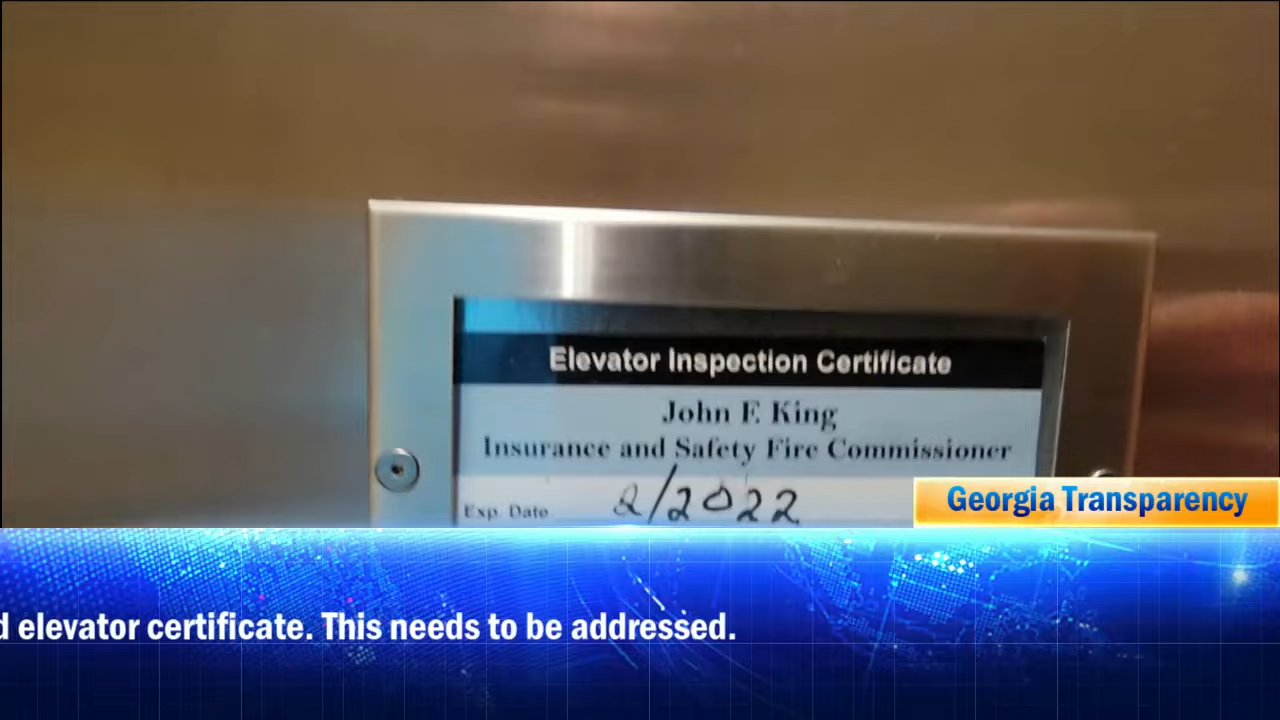 Elevator Inspection Certificate
John F. King
Insurance and Safety Fire Commissioner
Exp. Date 2/2022
Georgia Transparency
elevator certificate. This needs to be addressed.